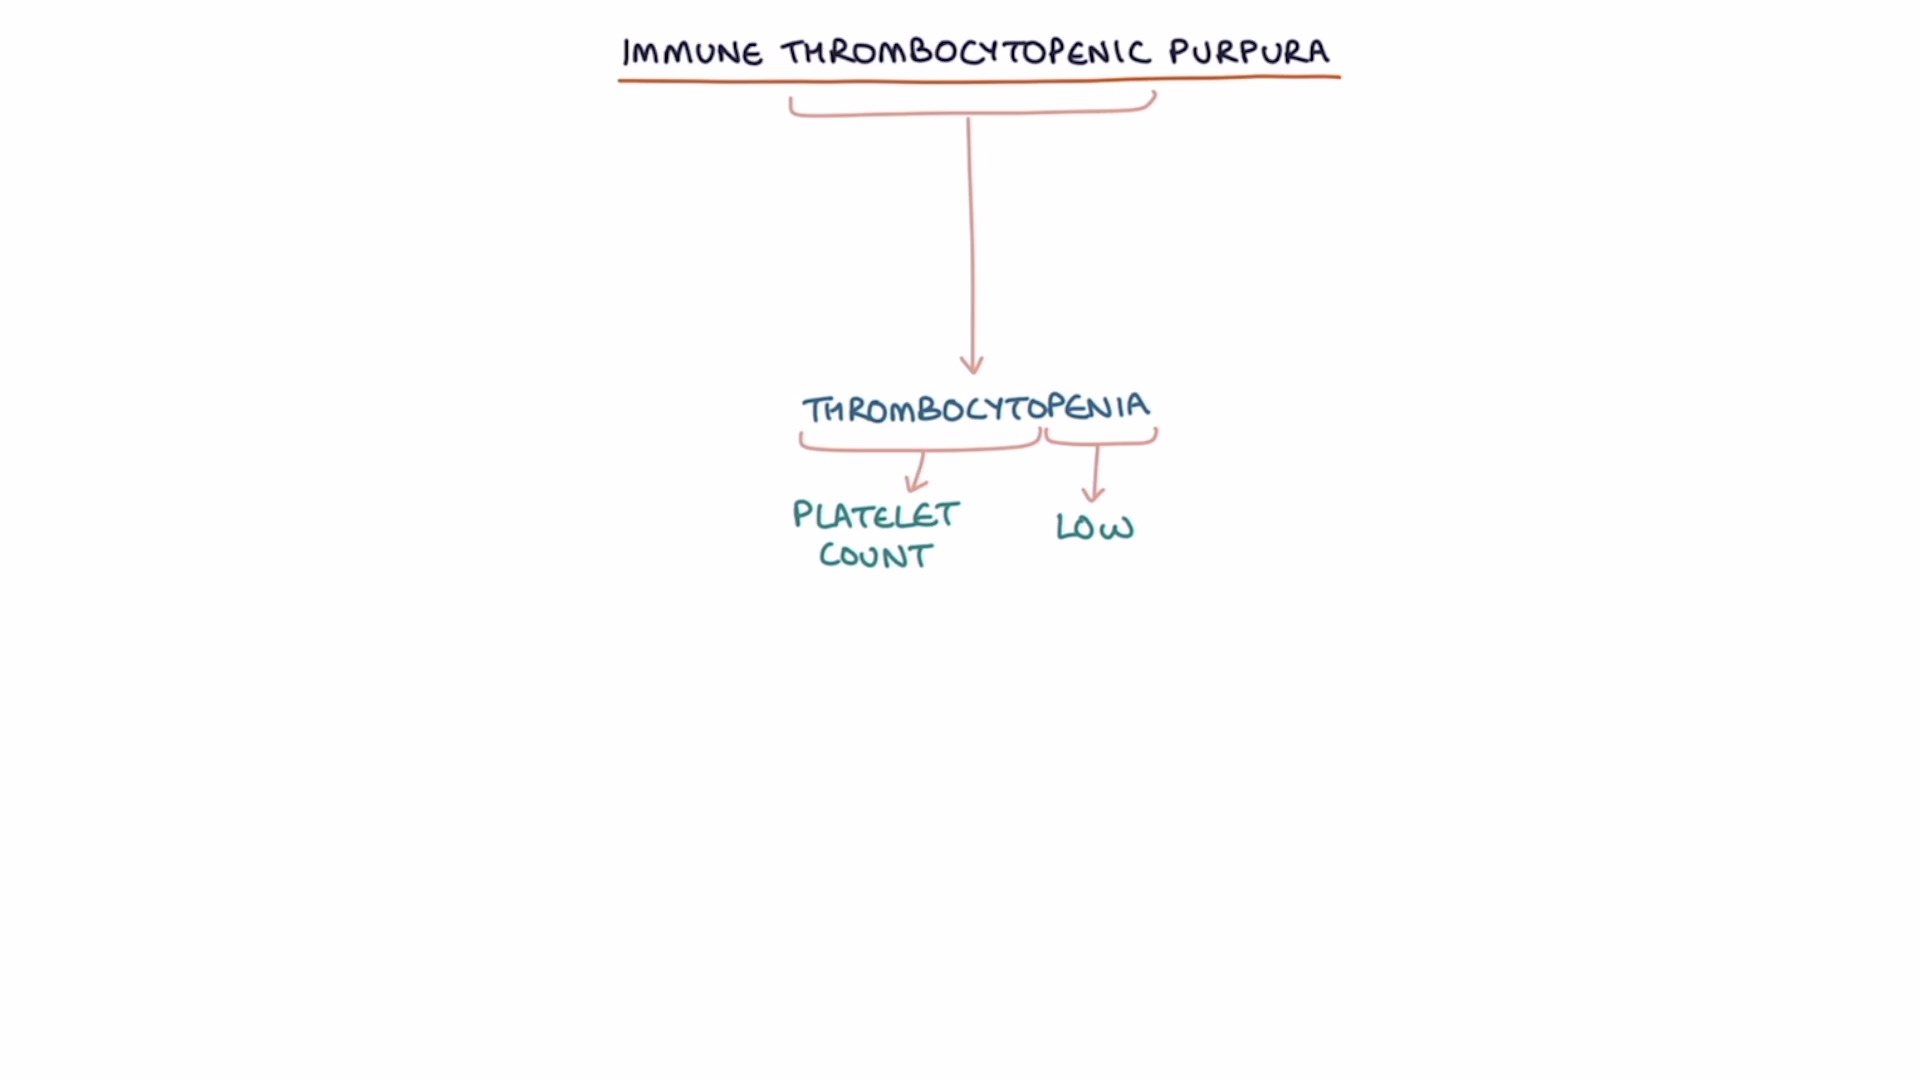 IMMUNE THROMBOCYTOPENIC PURPURA
THROMBOCYTOPENIA
PLATELET
COUNT
LOW